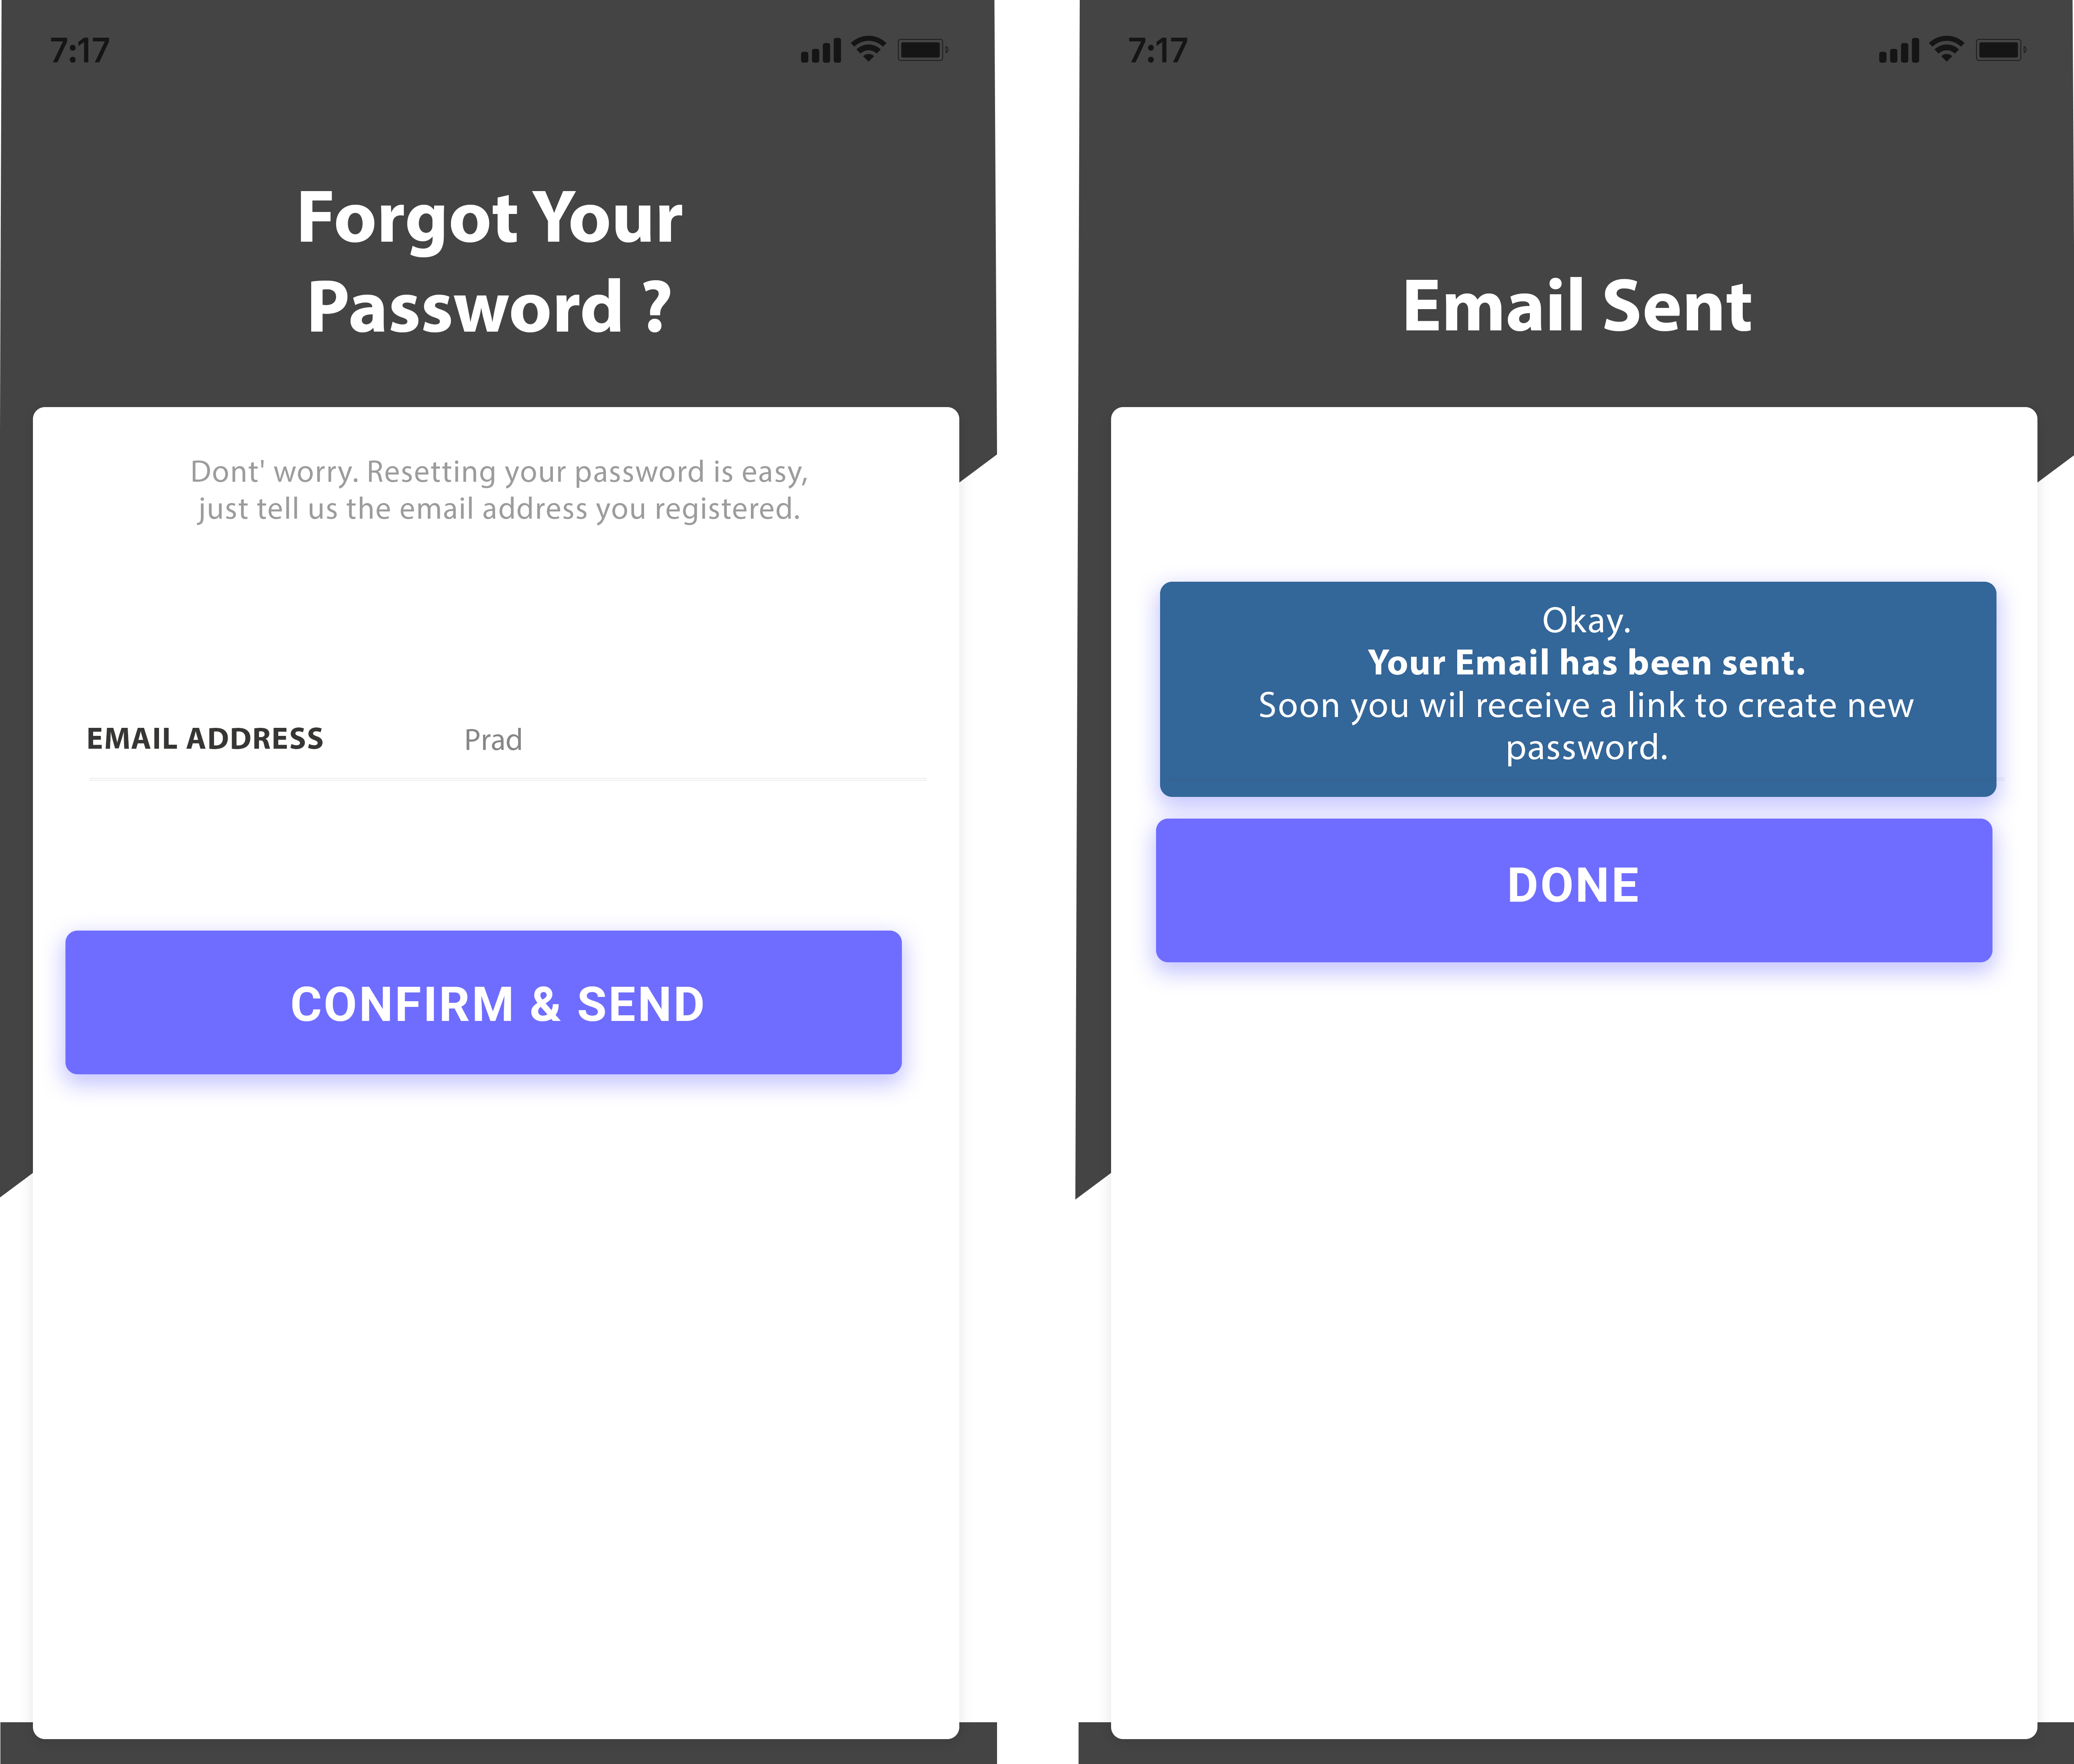 7:17
Forgot Your
Password ?
Dont' worry. Resetting your password is easy,
just tell us the email address you registered.
EMAIL ADDRESS Prad
CONFIRM & SEND
7:17
Email Sent
Okay.
Your Email has been sent.
Soon you wil receive a link to create new
password.
DONE